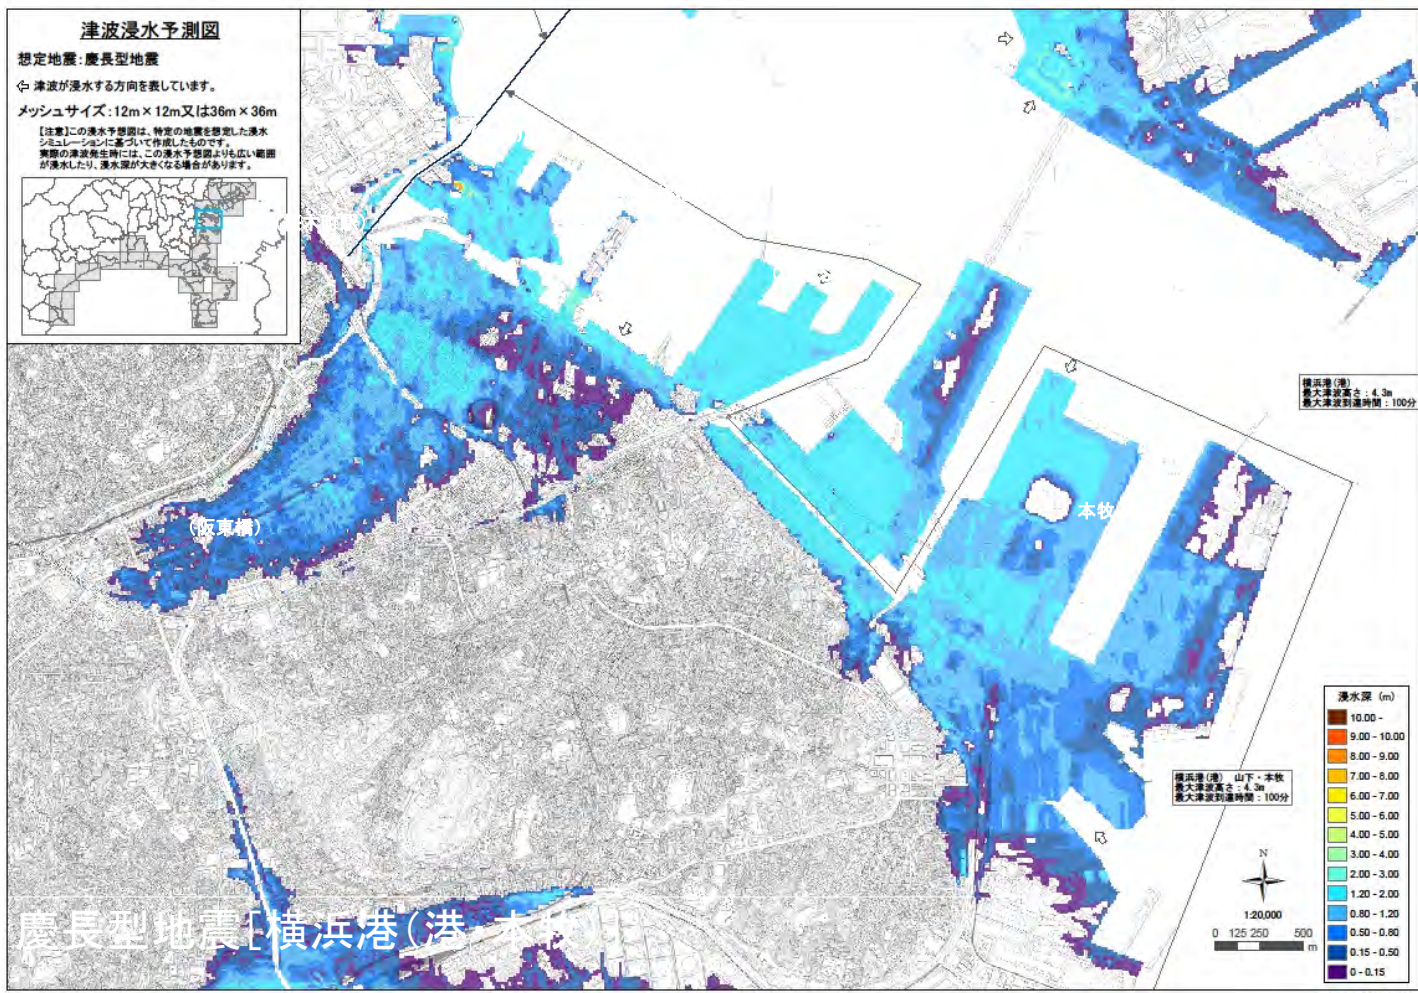 津波浸水予測図
想定地震：慶長型地震
津波が浸水する方向を表しています。
メッシュサイズ：12m×12m又は36m×36m
【注意】この浸水予想図は、特定の地震を想定した浸水
シミュレーションに基づいて作成したものです。
実際の津波発生時には、この浸水予想図よりも広い範囲
が浸水したり、浸水深が大きくなる場合があります。
横浜港(港)
最大津波高さ：4.3m
最大津波到達時間：100分
本牧
(阪東橋)
横浜港(港) 山下・本牧
最大津波高さ：4.3m
最大津波到達時間：100分
浸水深 (m)
10.00 -
9.00 - 10.00
8.00 - 9.00
7.00 - 8.00
6.00 - 7.00
5.00 - 6.00
4.00 - 5.00
3.00 - 4.00
2.00 - 3.00
1.20 - 2.00
0.80 - 1.20
0.50 - 0.80
0.15 - 0.50
0 - 0.15
N
1:20,000
0 125 250 500
m
慶長型地震[横浜港(港・本牧)]